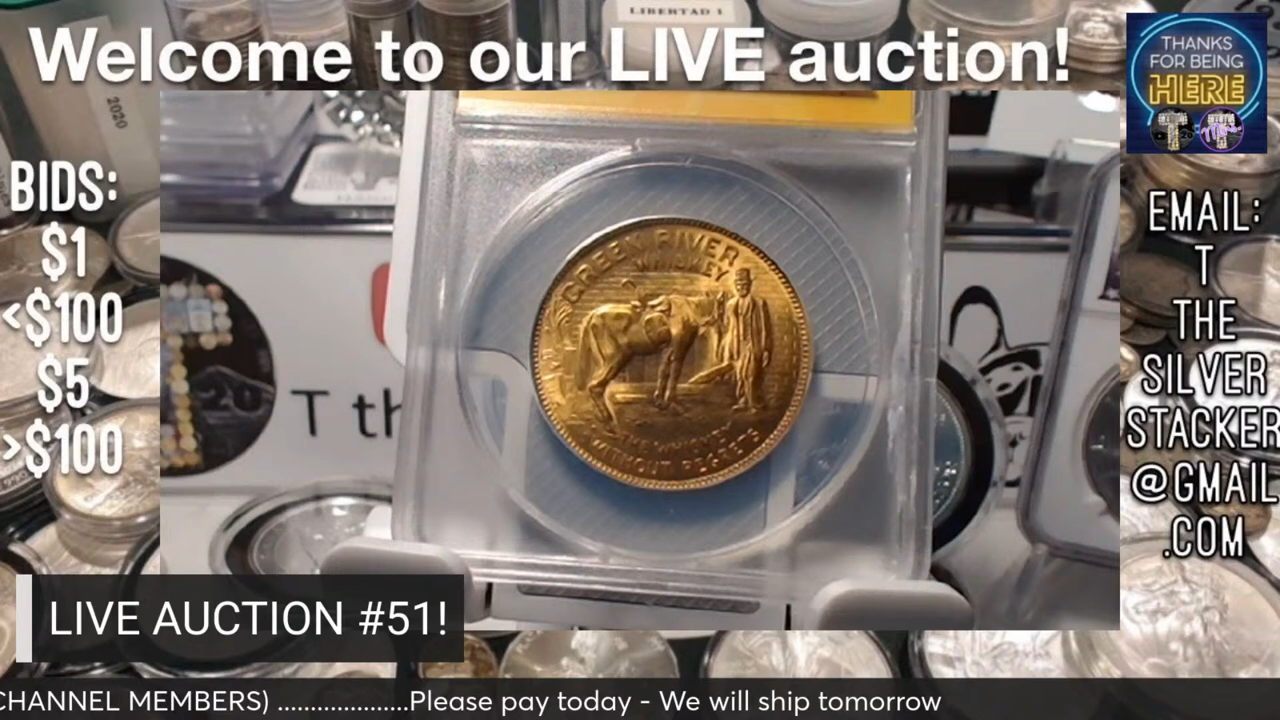 LIBERTAD 1
Welcome to our LIVE auction!
THANKS
FOR BEING
HERE
2020
BIDS:
$1
<$100
$5
>$100
GREEN RIVER
WHISKEY
THE WHISKEY
WITHOUT REGRETS
T th
EMAIL:
T
THE
SILVER
STACKER
@GMAIL
.COM
LIVE AUCTION #51!
CHANNEL MEMBERS) ....................Please pay today - We will ship tomorrow